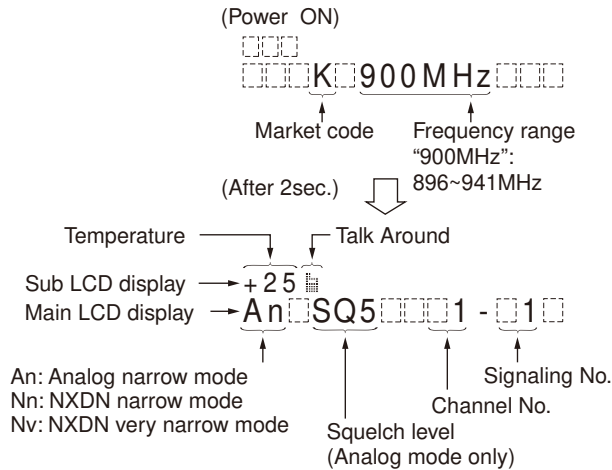 (Power ON)
K 900MHz
Market code
Frequency range
“900MHz”:
896~941MHz
(After 2sec.)
Temperature
Talk Around
Sub LCD display
+25
Main LCD display
An SQ5 1 - 1
An: Analog narrow mode
Nn: NXDN narrow mode
Nv: NXDN very narrow mode
Signaling No.
Channel No.
Squelch level
(Analog mode only)